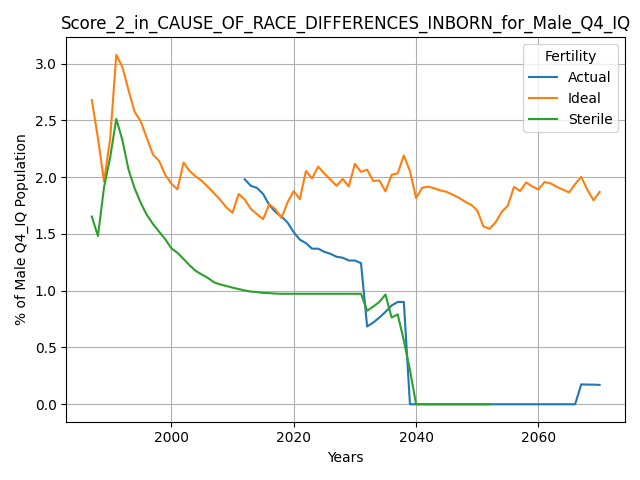 Score_2_in_CAUSE_OF_RACE_DIFFERENCES_INBORN_for_Male_Q4_IQ
Fertility
Actual
Ideal
Sterile
% of Male Q4_IQ Population
3.0
2.5
2.0
1.5
1.0
0.5
0.0
2000 2020 2040 2060
Years